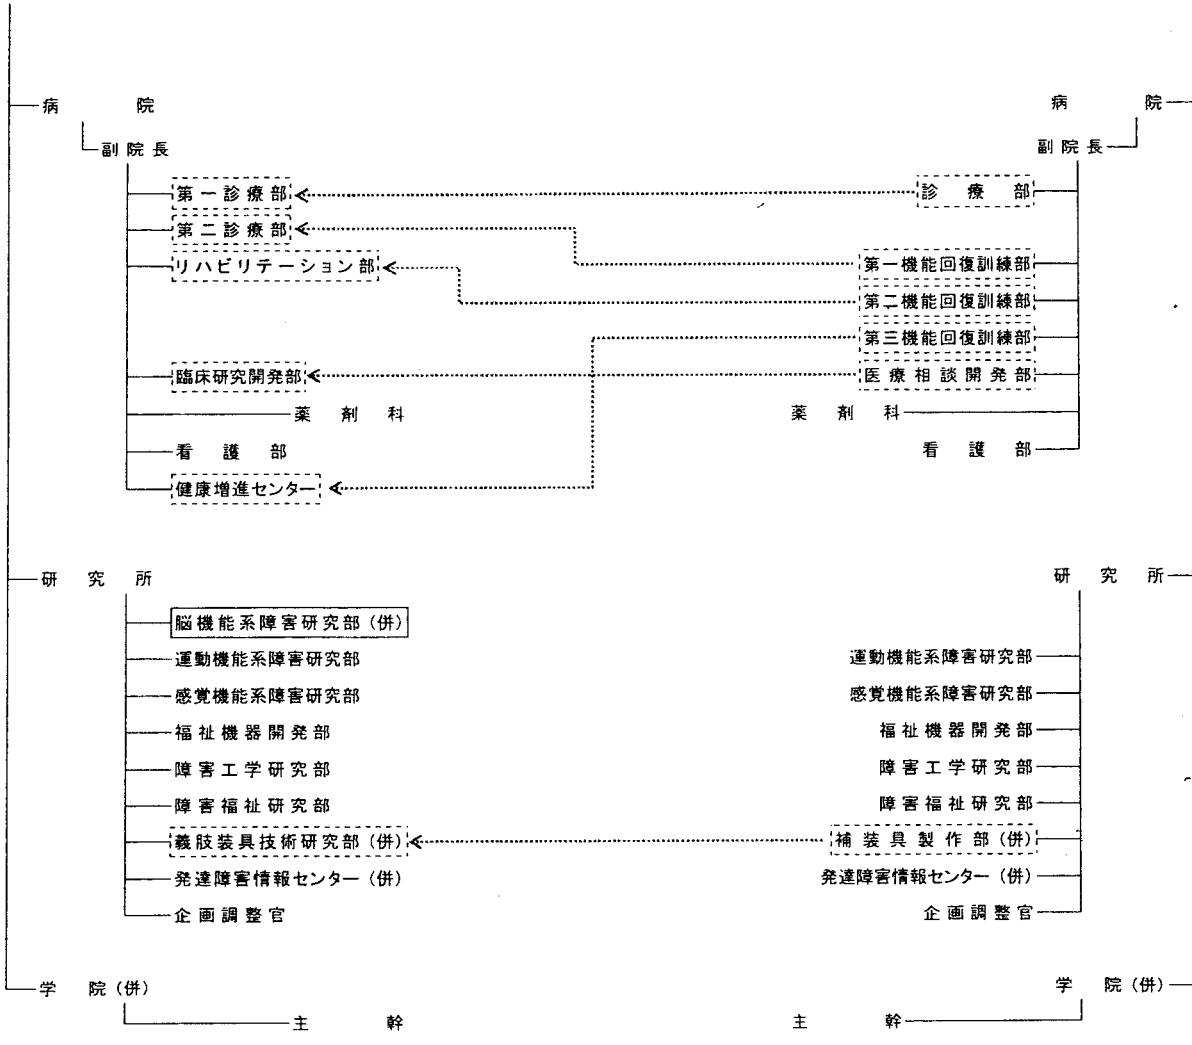 病院
副院長
第一診療部
第二診療部
リハビリテーション部
臨床研究開発部
薬剤科
看護部
健康増進センター
研究所
脳機能系障害研究部(併)
運動機能系障害研究部
感覚機能系障害研究部
福祉機器開発部
障害工学研究部
障害福祉研究部
義肢装具技術研究部(併)
発達障害情報センター(併)
企画調整官
学院(併)
主幹
病院
副院長
診療部
第一機能回復訓練部
第二機能回復訓練部
第三機能回復訓練部
医療相談開発部
薬剤科
看護部
研究所
運動機能系障害研究部
感覚機能系障害研究部
福祉機器開発部
障害工学研究部
障害福祉研究部
補装具製作部(併)
発達障害情報センター(併)
企画調整官
学院(併)
主幹